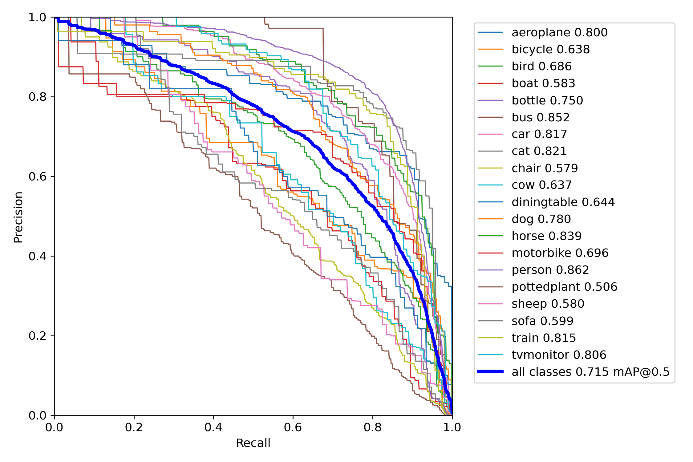 1.0
0.8
0.6
0.4
0.2
0.0
Precision
0.0 0.2 0.4 0.6 0.8 1.0
Recall
aeroplane 0.800
bicycle 0.638
bird 0.686
boat 0.583
bottle 0.750
bus 0.852
car 0.817
cat 0.821
chair 0.579
cow 0.637
diningtable 0.644
dog 0.780
horse 0.839
motorbike 0.696
person 0.862
pottedplant 0.506
sheep 0.580
sofa 0.599
train 0.815
tvmonitor 0.806
all classes 0.715 mAP@0.5